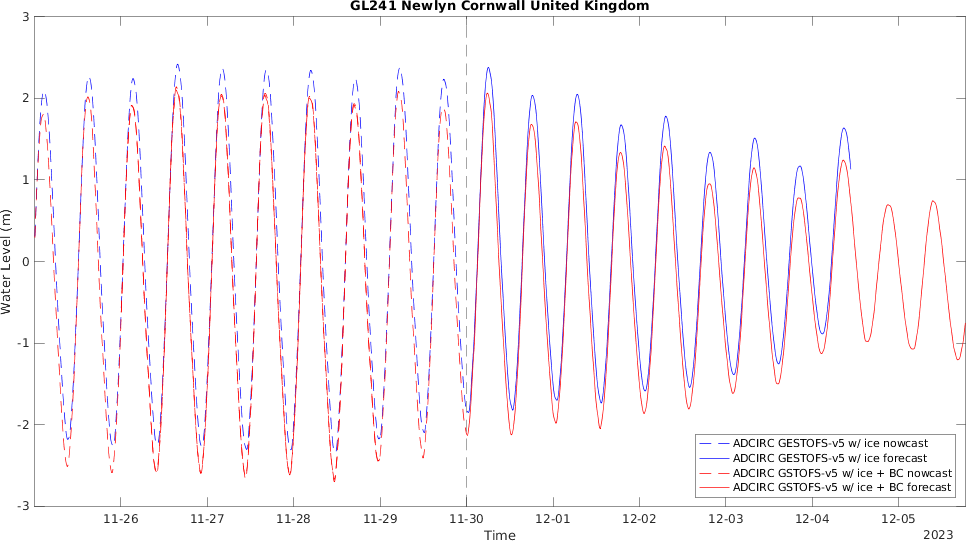 GL241 Newlyn Cornwall United Kingdom
3
2
1
0
-1
-2
-3
Water Level (m)
11-26
11-27
11-28
11-29
11-30
12-01
12-02
12-03
12-04
12-05
Time
2023
ADCIRC GESTOFS-v5 w/ ice nowcast
ADCIRC GESTOFS-v5 w/ ice forecast
ADCIRC GSTOFS-v5 w/ ice + BC nowcast
ADCIRC GSTOFS-v5 w/ ice + BC forecast